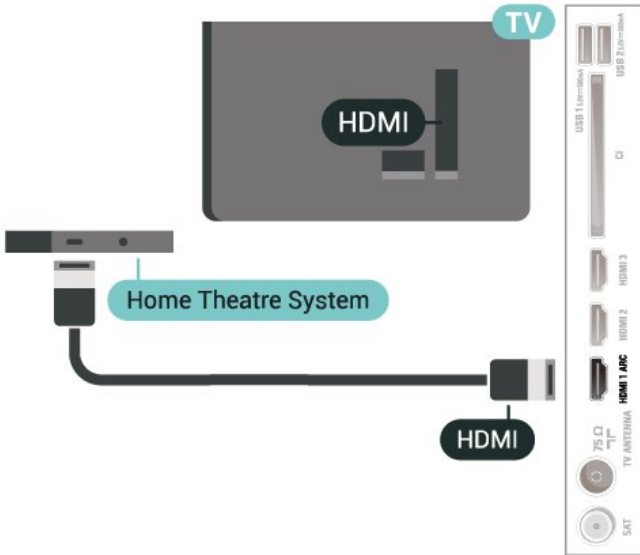 TV
HDMI
Home Theatre System
HDMI
USB 2
USB 1
CI
HDMI 3
HDMI 2
HDMI 1 ARC
75 Ω
TV ANTENNA
SAT